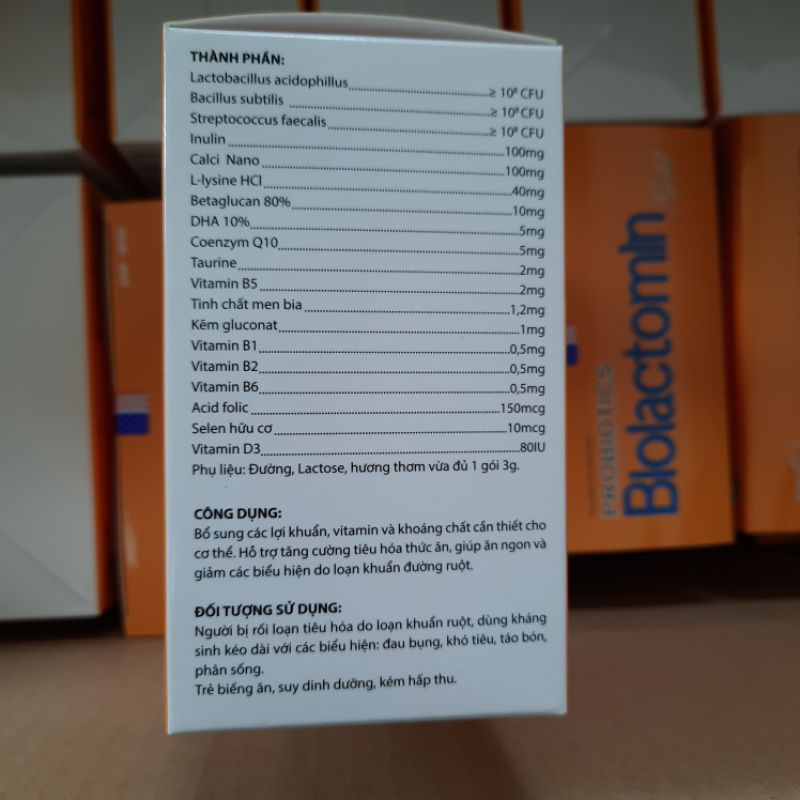 THÀNH PHẦN:
Lactobacillus acidophillus ≥ 10⁸ CFU
Bacillus subtilis ≥ 10⁸ CFU
Streptococcus faecalis ≥ 10⁸ CFU
Inulin 100mg
Calci Nano 100mg
L-lysine HCl 40mg
Betaglucan 80% 10mg
DHA 10% 5mg
Coenzym Q10 5mg
Taurine 2mg
Vitamin B5 2mg
Tinh chất men bia 1,2mg
Kẽm gluconat 1mg
Vitamin B1 0,5mg
Vitamin B2 0,5mg
Vitamin B6 0,5mg
Acid folic 150mcg
Selen hữu cơ 10mcg
Vitamin D3 80IU
Phụ liệu: Đường, Lactose, hương thơm vừa đủ 1 gói 3g.
CÔNG DỤNG:
Bổ sung các lợi khuẩn, vitamin và khoáng chất cần thiết cho
cơ thể. Hỗ trợ tăng cường tiêu hóa thức ăn, giúp ăn ngon và
giảm các biểu hiện do loạn khuẩn đường ruột.
ĐỐI TƯỢNG SỬ DỤNG:
Người bị rối loạn tiêu hóa do loạn khuẩn ruột, dùng kháng
sinh kéo dài với các biểu hiện: đau bụng, khó tiêu, táo bón,
phân sống.
Trẻ biếng ăn, suy dinh dưỡng, kém hấp thu.
PROBIOTICS
Biolactomin
Gold